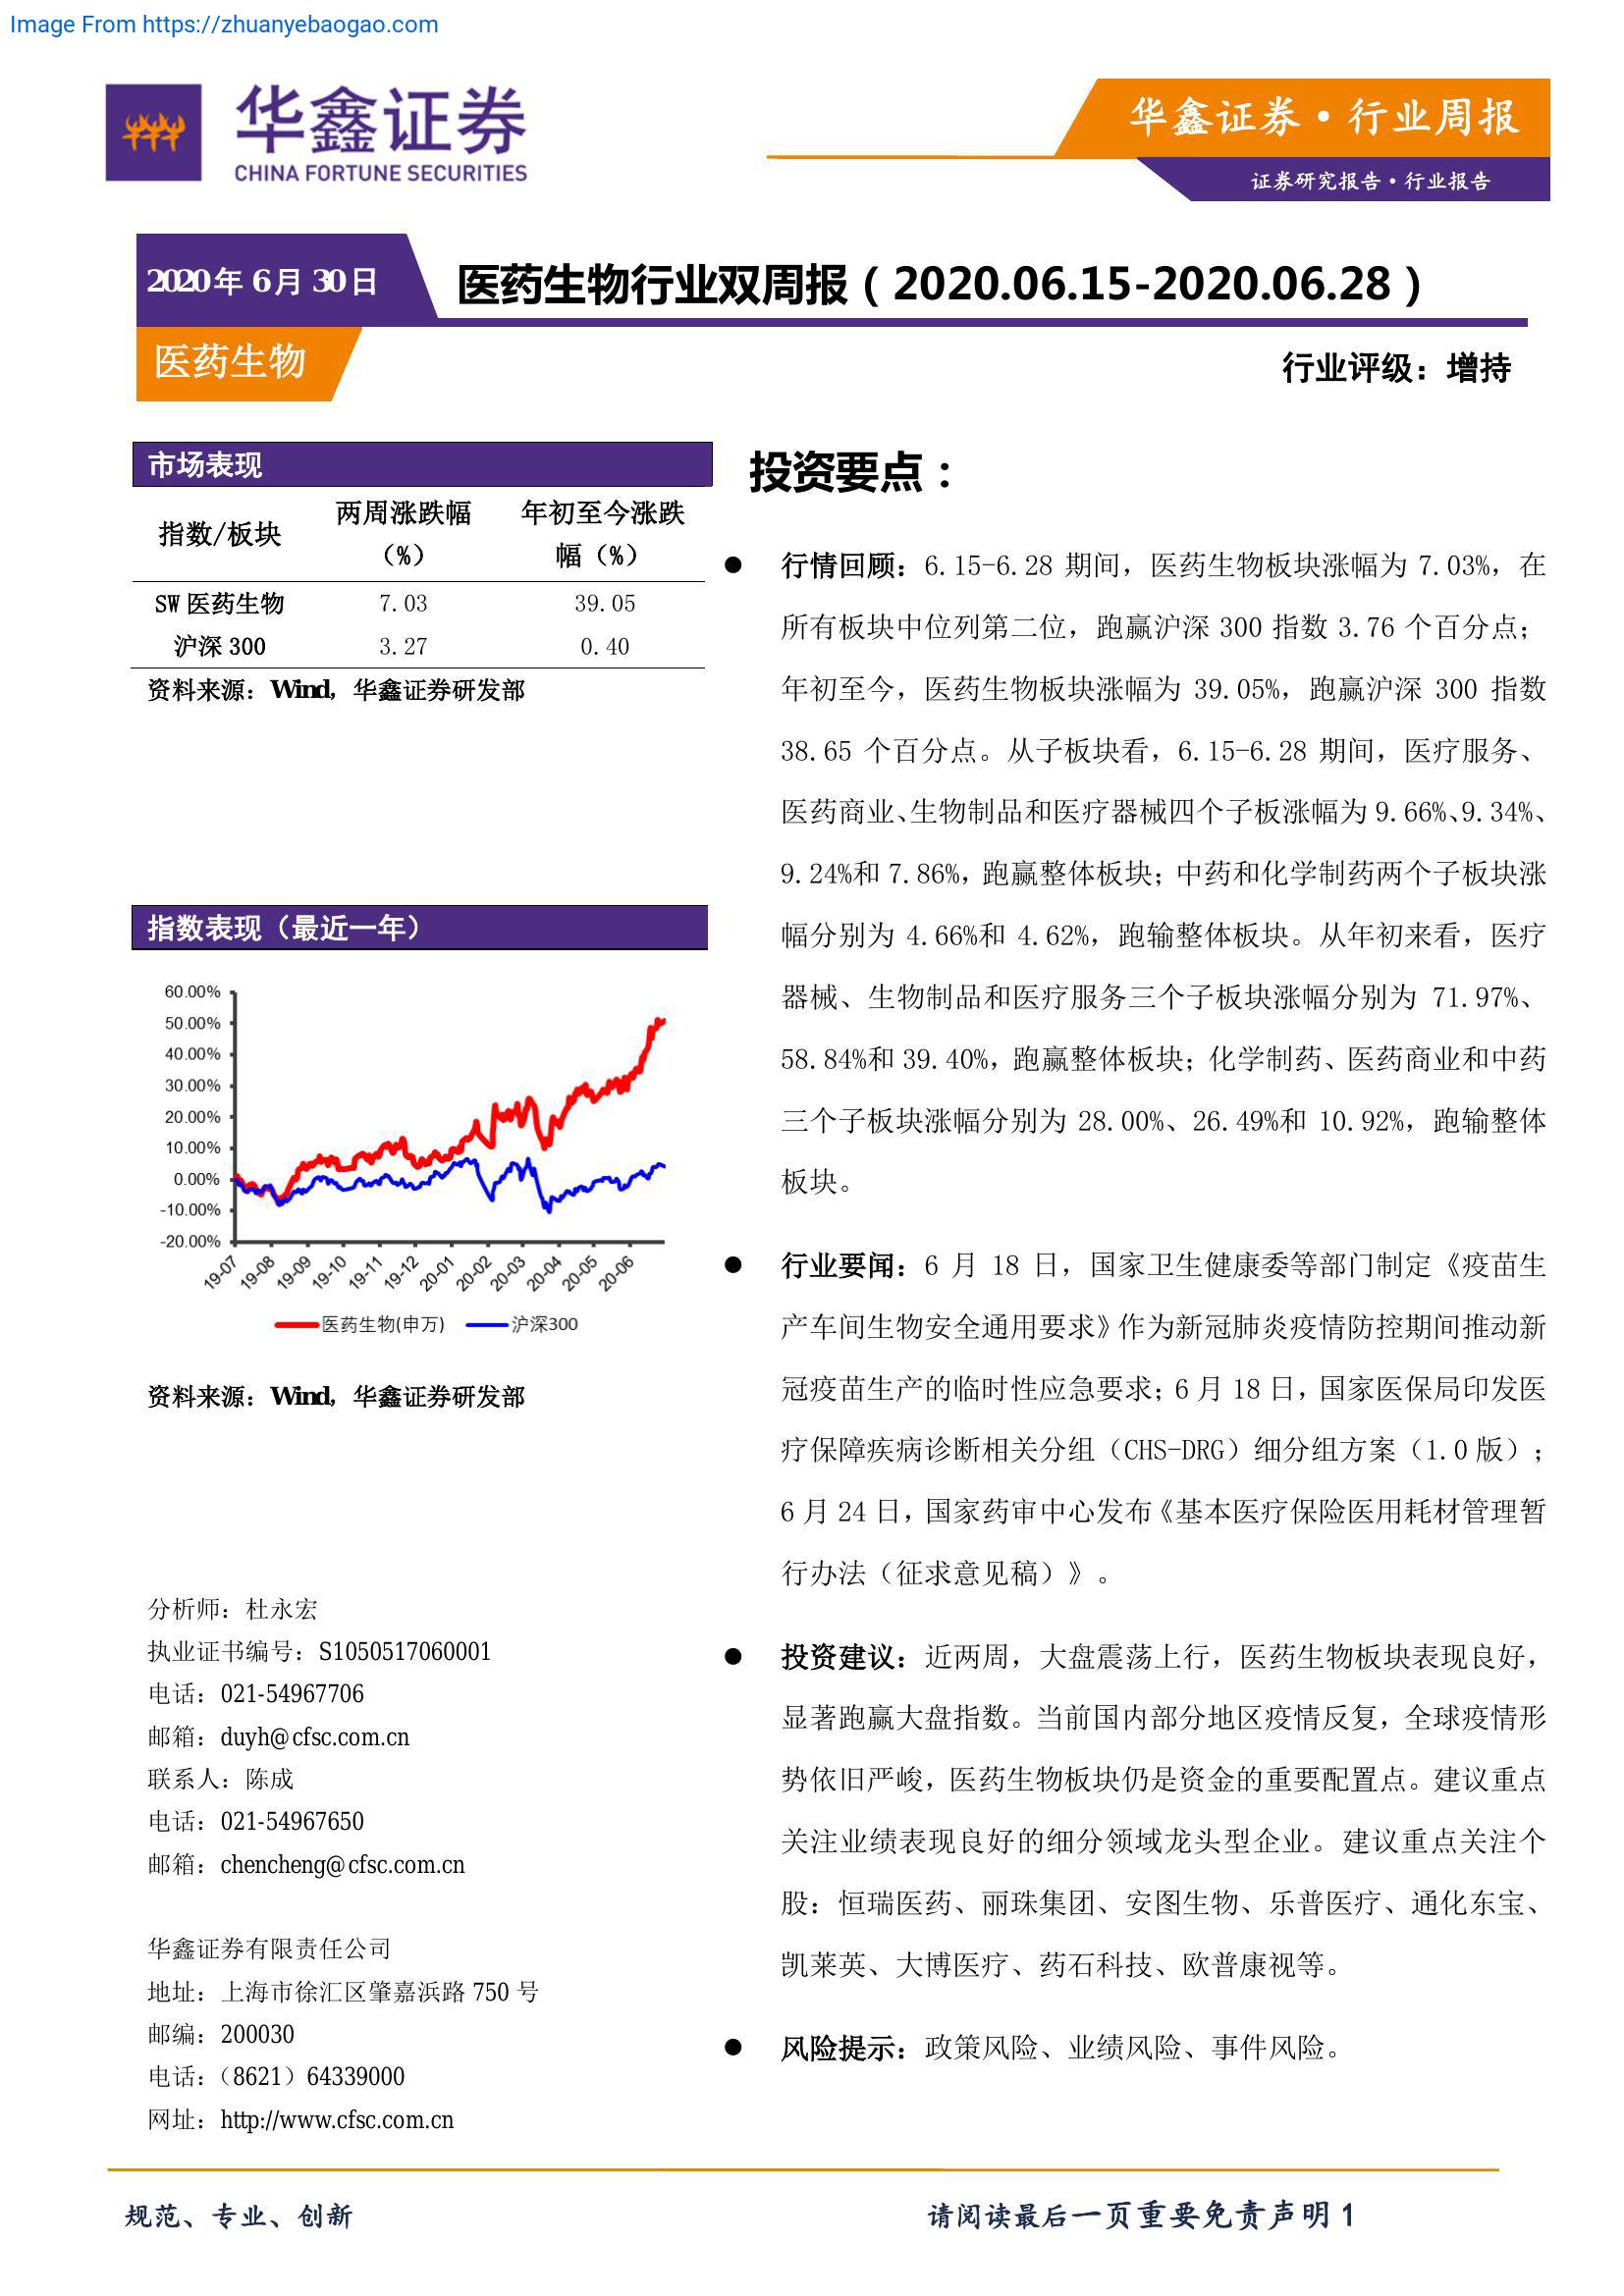 Image From https://zhuanyebaogao.com
华鑫证券
CHINA FORTUNE SECURITIES
华鑫证券·行业周报
证券研究报告·行业报告
2020年6月30日
医药生物行业双周报（2020.06.15-2020.06.28）
医药生物
行业评级：增持
市场表现
指数/板块 两周涨跌幅（%） 年初至今涨跌幅（%）
SW 医药生物 7.03 39.05
沪深 300 3.27 0.40
资料来源：Wind，华鑫证券研发部
指数表现（最近一年）
60.00%
50.00%
40.00%
30.00%
20.00%
10.00%
0.00%
-10.00%
-20.00%
19-07 19-08 19-09 19-10 19-11 19-12 20-01 20-02 20-03 20-04 20-05 20-06
医药生物(申万) 沪深300
资料来源：Wind，华鑫证券研发部
分析师：杜永宏
执业证书编号：S1050517060001
电话：021-54967706
邮箱：duyh@cfsc.com.cn
联系人：陈成
电话：021-54967650
邮箱：chencheng@cfsc.com.cn
华鑫证券有限责任公司
地址：上海市徐汇区肇嘉浜路 750 号
邮编：200030
电话：（8621）64339000
网址：http://www.cfsc.com.cn
投资要点：
● 行情回顾：6.15-6.28 期间，医药生物板块涨幅为 7.03%，在
所有板块中位列第二位，跑赢沪深 300 指数 3.76 个百分点；
年初至今，医药生物板块涨幅为 39.05%，跑赢沪深 300 指数
38.65 个百分点。从子板块看，6.15-6.28 期间，医疗服务、
医药商业、生物制品和医疗器械四个子板涨幅为 9.66%、9.34%、
9.24%和 7.86%，跑赢整体板块；中药和化学制药两个子板块涨
幅分别为 4.66%和 4.62%，跑输整体板块。从年初来看，医疗
器械、生物制品和医疗服务三个子板块涨幅分别为 71.97%、
58.84%和 39.40%，跑赢整体板块；化学制药、医药商业和中药
三个子板块涨幅分别为 28.00%、26.49%和 10.92%，跑输整体
板块。
● 行业要闻：6 月 18 日，国家卫生健康委等部门制定《疫苗生
产车间生物安全通用要求》作为新冠肺炎疫情防控期间推动新
冠疫苗生产的临时性应急要求；6 月 18 日，国家医保局印发医
疗保障疾病诊断相关分组（CHS-DRG）细分组方案（1.0 版）；
6 月 24 日，国家药审中心发布《基本医疗保险医用耗材管理暂
行办法（征求意见稿）》。
● 投资建议：近两周，大盘震荡上行，医药生物板块表现良好，
显著跑赢大盘指数。当前国内部分地区疫情反复，全球疫情形
势依旧严峻，医药生物板块仍是资金的重要配置点。建议重点
关注业绩表现良好的细分领域龙头型企业。建议重点关注个
股：恒瑞医药、丽珠集团、安图生物、乐普医疗、通化东宝、
凯莱英、大博医疗、药石科技、欧普康视等。
● 风险提示：政策风险、业绩风险、事件风险。
规范、专业、创新
请阅读最后一页重要免责声明 1